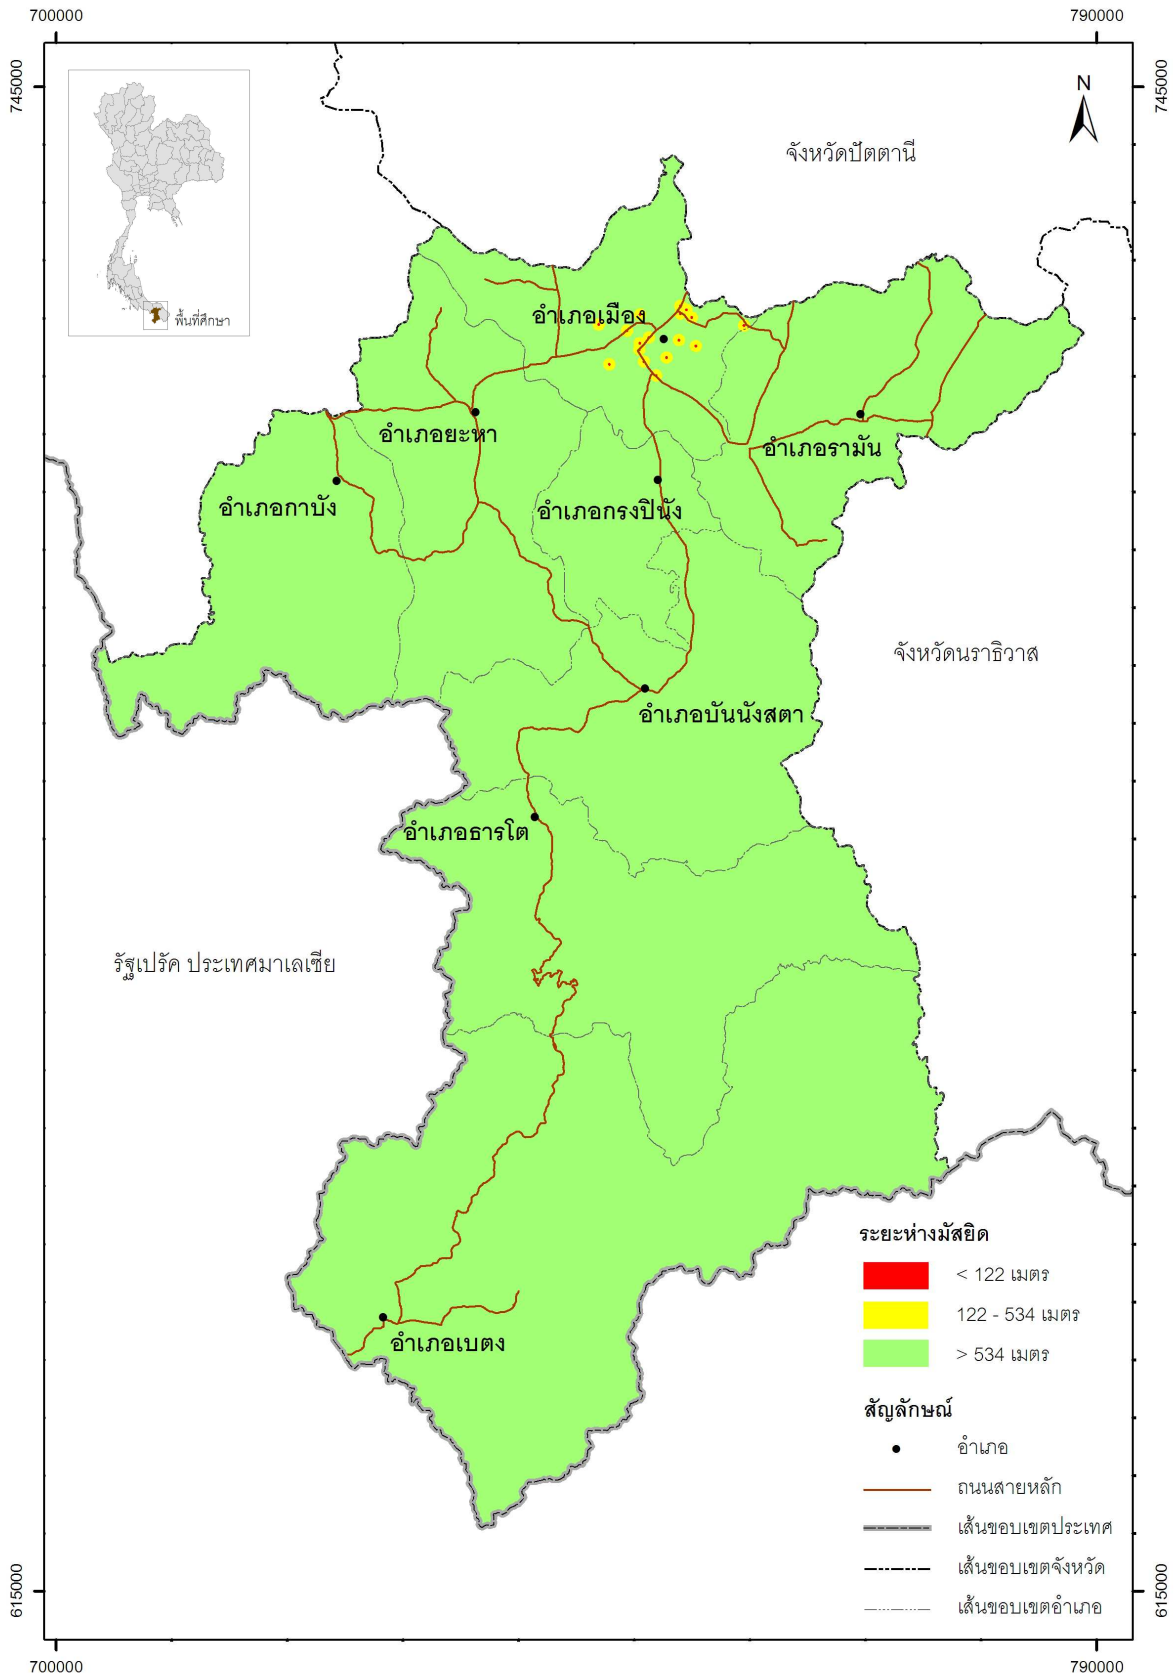 700000
790000
745000
745000
N
จังหวัดปัตตานี
พื้นที่ศึกษา
อำเภอเมือง
อำเภอยะหา
อำเภอรามัน
อำเภอกาบัง
อำเภอกรงปินัง
จังหวัดนราธิวาส
อำเภอบันนังสตา
อำเภอธารโต
รัฐเปรัค ประเทศมาเลเซีย
อำเภอเบตง
ระยะห่างมัสยิด
< 122 เมตร
122 - 534 เมตร
> 534 เมตร
สัญลักษณ์
อำเภอ
ถนนสายหลัก
เส้นขอบเขตประเทศ
เส้นขอบเขตจังหวัด
เส้นขอบเขตอำเภอ
615000
615000
700000
790000